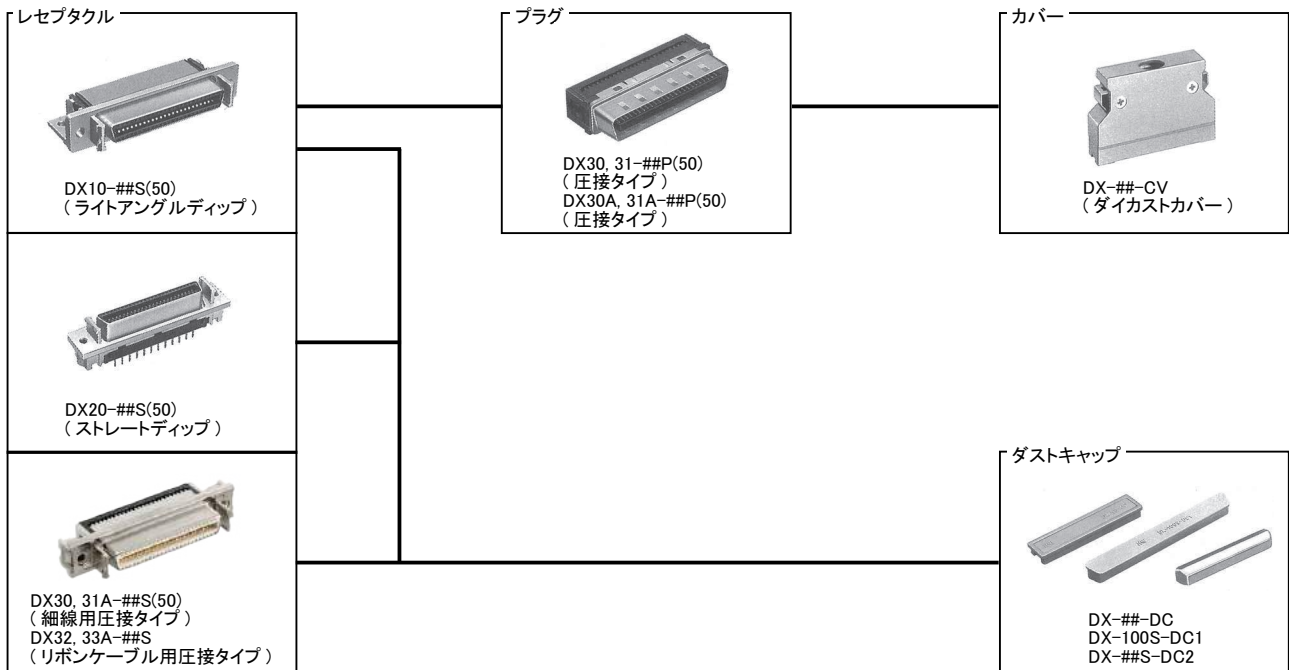 レセプタクル
DX10-##S(50)
（ライトアングルディップ）
DX20-##S(50)
（ストレートディップ）
DX30, 31A-##S(50)
（細線用圧接タイプ）
DX32, 33A-##S
（リボンケーブル用圧接タイプ）
プラグ
DX30, 31-##P(50)
（圧接タイプ）
DX30A, 31A-##P(50)
（圧接タイプ）
カバー
DX-##-CV
（ダイカストカバー）
ダストキャップ
DX-##-DC
DX-100S-DC1
DX-##S-DC2